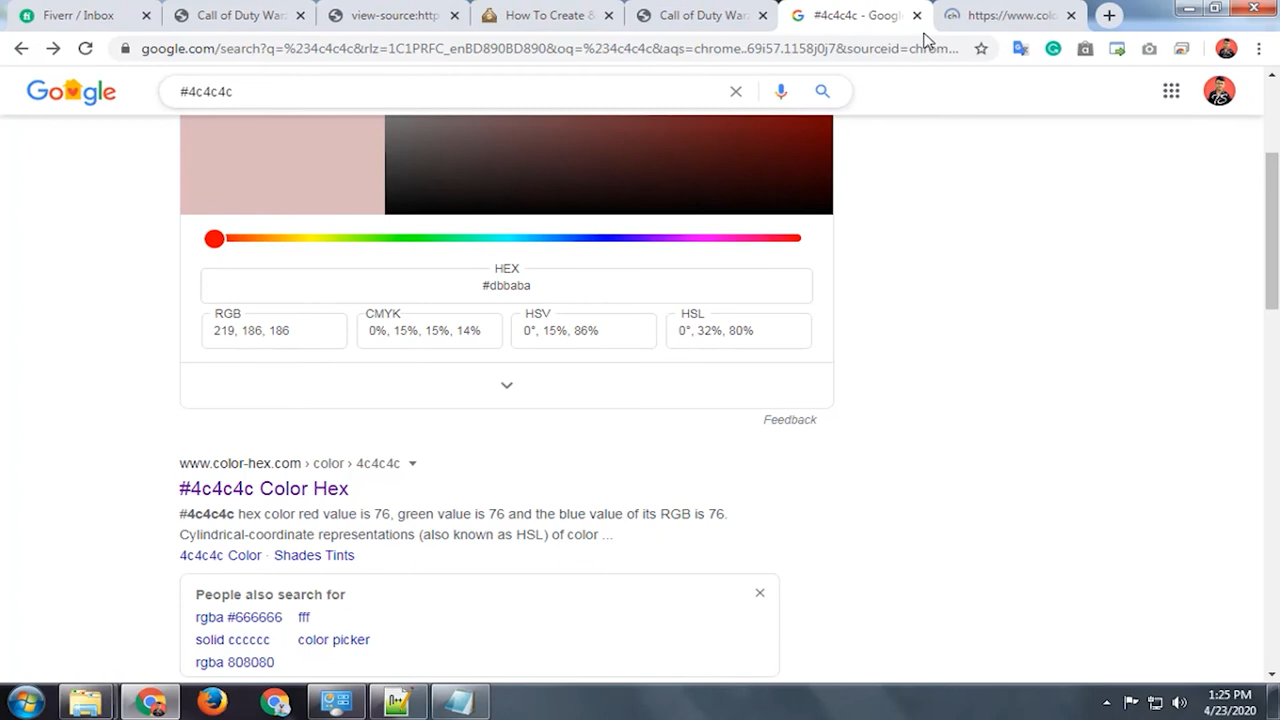 Fiverr / Inbox
Call of Duty War
view-source:http
How To Create &
Call of Duty War
#4c4c4c - Goog
https://www.col
google.com/search?q=%234c4c4c&rlz=1C1PRFC_enBD890BD890&oq=%234c4c4c&aqs=chrome..69i57.1158j0j7&sourceid=chrom...
Google
#4c4c4c
HEX
#dbbaba
RGB
219, 186, 186
CMYK
0%, 15%, 15%, 14%
HSV
0°, 15%, 86%
HSL
0°, 32%, 80%
Feedback
www.color-hex.com › color › 4c4c4c
#4c4c4c Color Hex
#4c4c4c hex color red value is 76, green value is 76 and the blue value of its RGB is 76.
Cylindrical-coordinate representations (also known as HSL) of color ...
4c4c4c Color · Shades Tints
People also search for
rgba #666666
fff
solid cccccc
color picker
rgba 808080
1:25 PM
4/23/2020